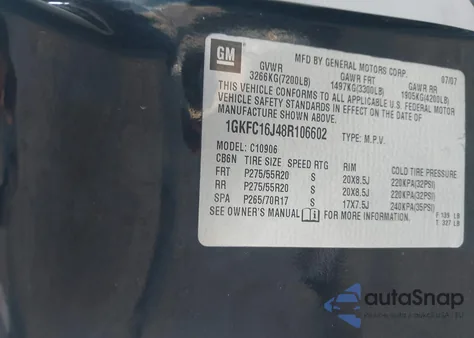 GM
MFD BY GENERAL MOTORS CORP. 07/07
GVWR GAWR FRT GAWR RR
3266KG(7200LB) 1497KG(3300LB) 1905KG(4200LB)
THIS VEHICLE CONFORMS TO ALL APPLICABLE U.S. FEDERAL MOTOR
VEHICLE SAFETY STANDARDS IN EFFECT ON THE DATE OF
MANUFACTURE SHOWN ABOVE.
1GKFC16J48R106602 TYPE: M.P.V.
MODEL: C10906
CB6N TIRE SIZE SPEED RTG RIM COLD TIRE PRESSURE
FRT P275/55R20 S 20X8.5J 220KPA(32PSI)
RR P275/55R20 S 20X8.5J 220KPA(32PSI)
SPA P265/70R17 S 17X7.5J 240KPA(35PSI)
SEE OWNER'S MANUAL i FOR MORE INFORMATION
F 135 LB
T 327 LB
autoSnap